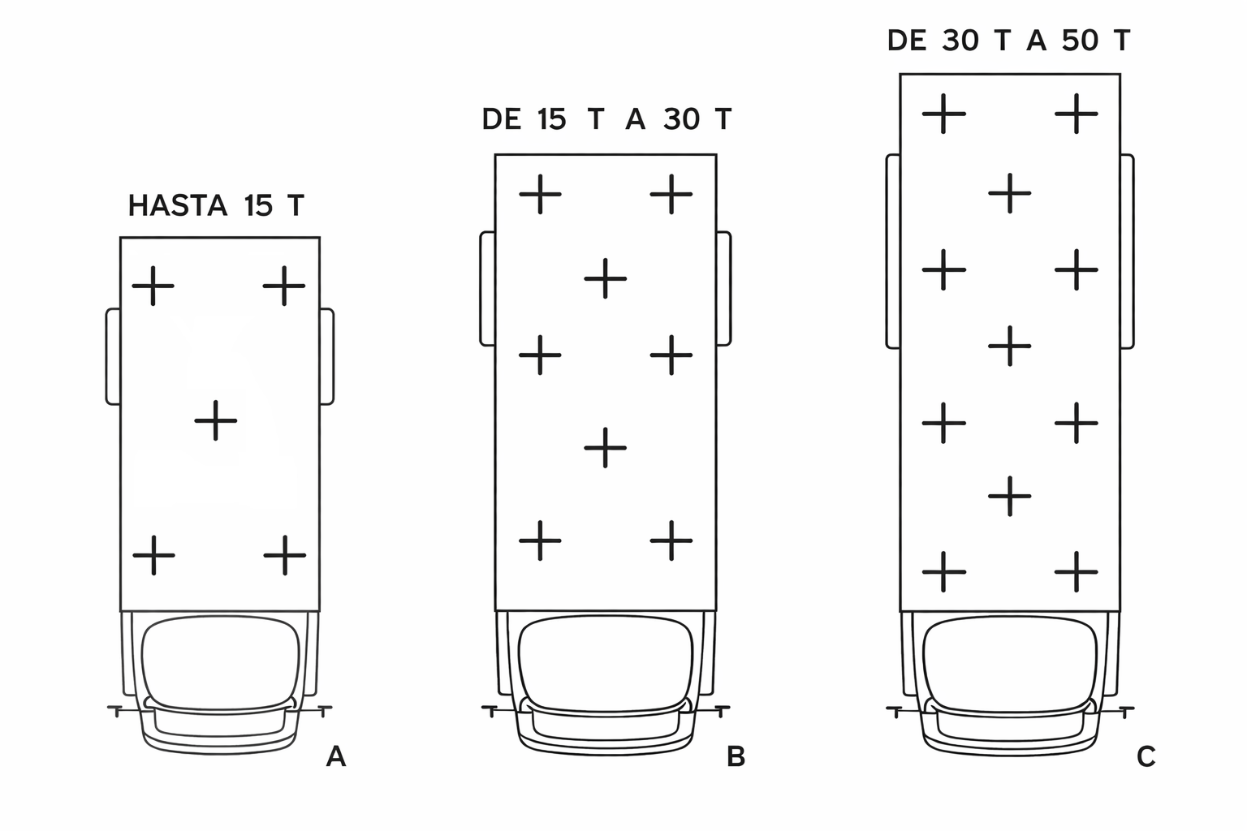 HASTA 15 T
DE 15 T A 30 T
DE 30 T A 50 T
A
B
C